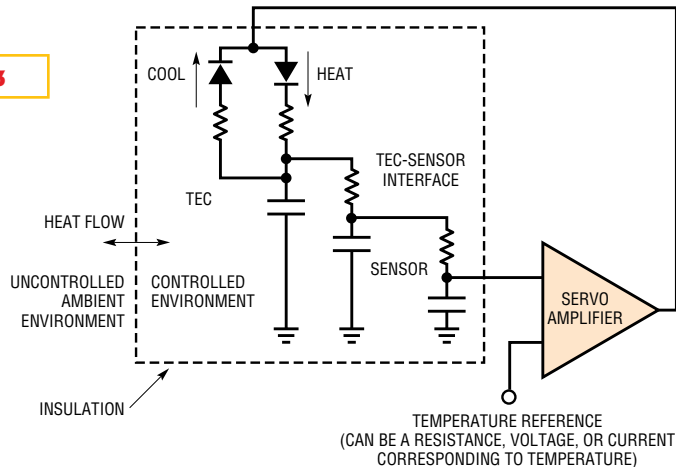 3
COOL
HEAT
TEC-SENSOR
INTERFACE
TEC
HEAT FLOW
SENSOR
UNCONTROLLED
AMBIENT
ENVIRONMENT
CONTROLLED
ENVIRONMENT
SERVO
AMPLIFIER
INSULATION
TEMPERATURE REFERENCE
(CAN BE A RESISTANCE, VOLTAGE, OR CURRENT
CORRESPONDING TO TEMPERATURE)